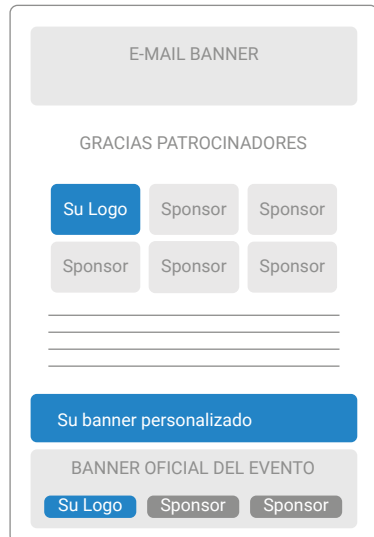 E-MAIL BANNER
GRACIAS PATROCINADORES
Su Logo Sponsor Sponsor
Sponsor Sponsor Sponsor
Su banner personalizado
BANNER OFICIAL DEL EVENTO
Su Logo Sponsor Sponsor